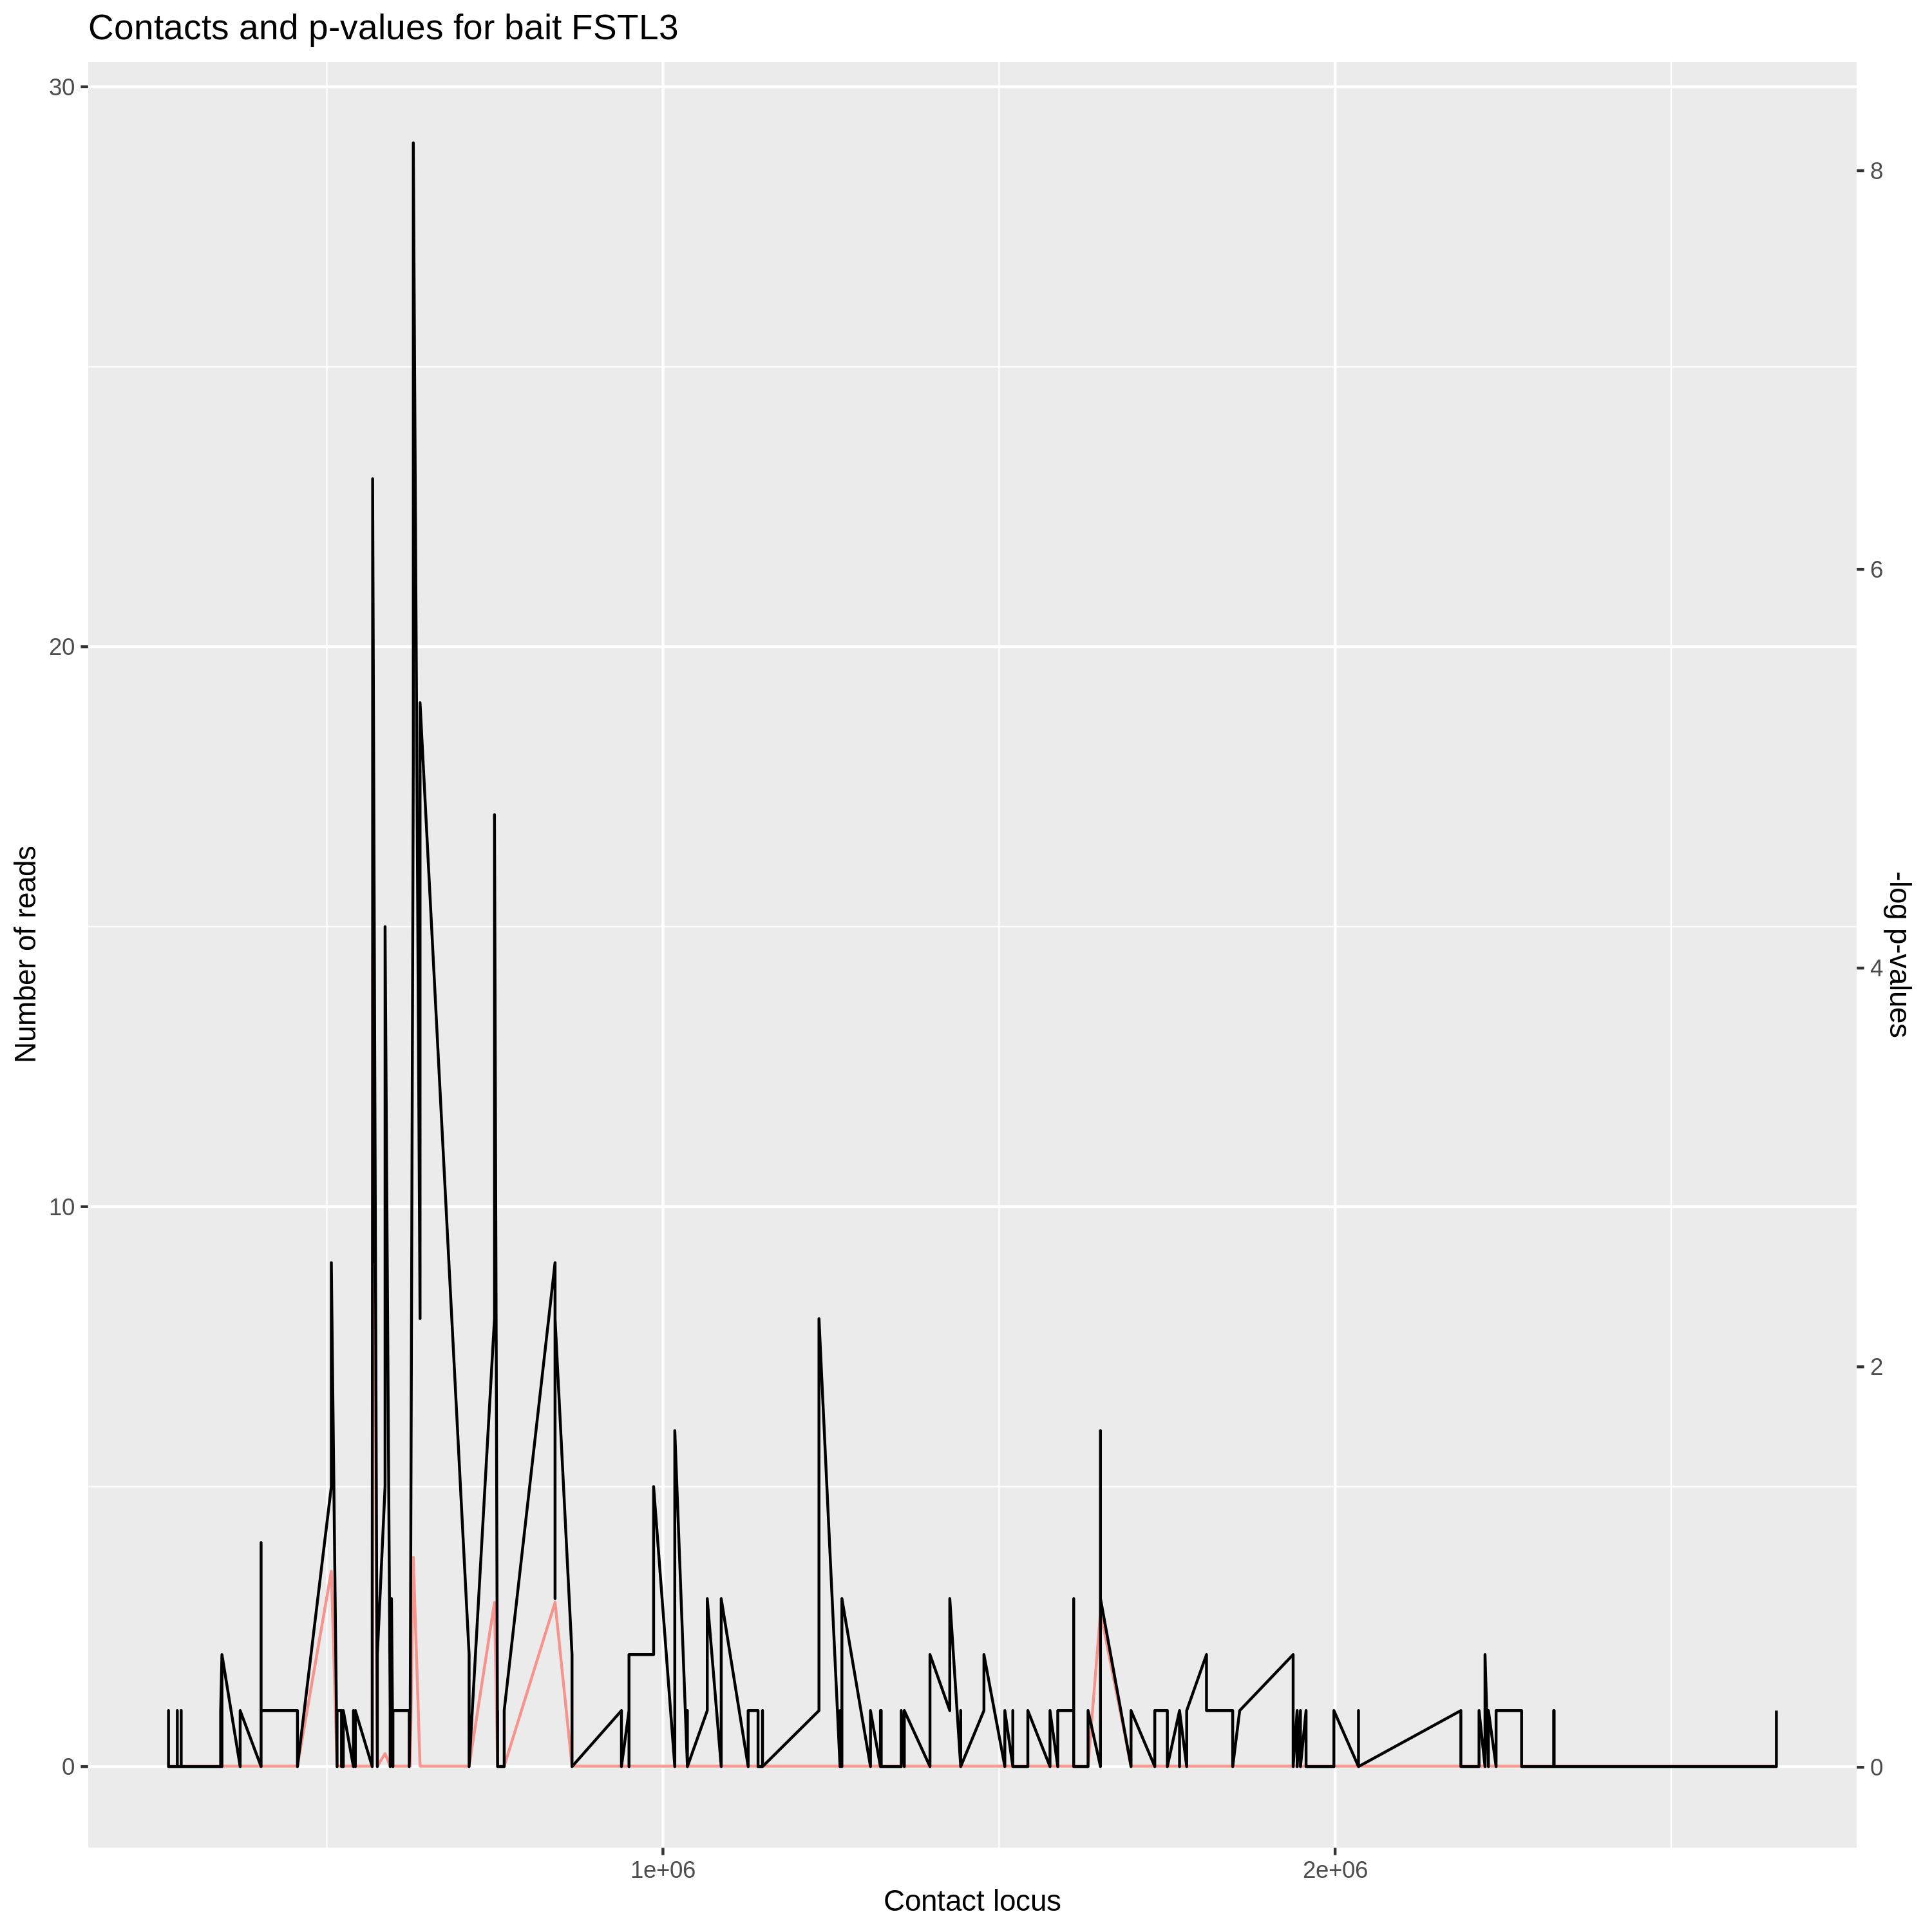 Contacts and p-values for bait FSTL3
30
20
10
0
Number of reads
8
6
4
2
0
-log p-values
1e+06
2e+06
Contact locus